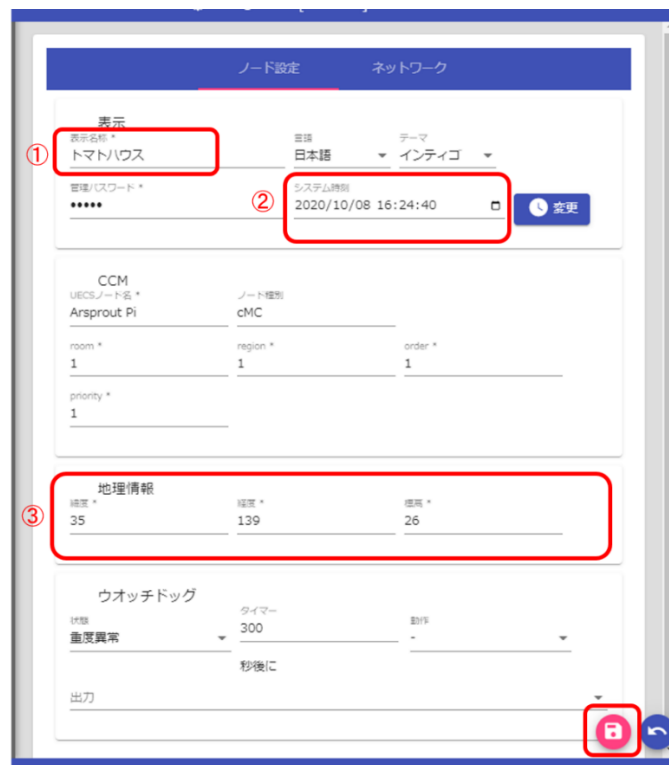 ノード設定 ネットワーク
表示
① 表示名称 * 言語 テーマ
トマトハウス 日本語 インティゴ
管理パスワード * ② システム時刻
••••• 2020/10/08 16:24:40 変更
CCM
UECSノード名 * ノード種別
Arsprout Pi cMC
room * region * order *
1 1 1
priority *
1
地理情報
③ 緯度 * 経度 * 標高 *
35 139 26
ウオッチドッグ
状態 タイマー 動作
重度異常 300 -
秒後に
出力